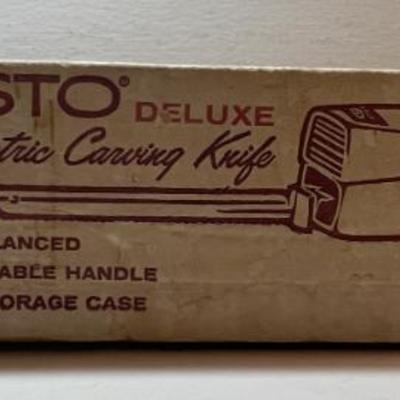 STO® DELUXE
tric Carving Knife
LANCED
ABLE HANDLE
ORAGE CASE